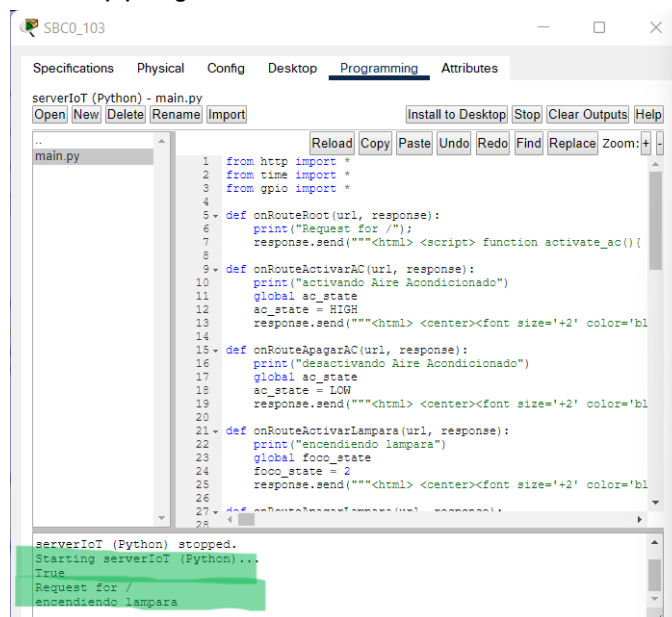 SBC0_103
Specifications Physical Config Desktop Programming Attributes
serverIoT (Python) - main.py
Open New Delete Rename Import Install to Desktop Stop Clear Outputs Help
Reload Copy Paste Undo Redo Find Replace Zoom: + -
..
main.py
1 from http import *
2 from time import *
3 from gpio import *
4
5 def onRouteRoot(url, response):
6 print("Request for /");
7 response.send("""<html> <script> function activate_ac(){
8
9 def onRouteActivarAC(url, response):
10 print("activando Aire Acondicionado")
11 global ac_state
12 ac_state = HIGH
13 response.send("""<html> <center><font size='+2' color='bl
14
15 def onRouteApagarAC(url, response):
16 print("desactivando Aire Acondicionado")
17 global ac_state
18 ac_state = LOW
19 response.send("""<html> <center><font size='+2' color='bl
20
21 def onRouteActivarLampara(url, response):
22 print("encendiendo lampara")
23 global foco_state
24 foco_state = 2
25 response.send("""<html> <center><font size='+2' color='bl
26
27 def onRouteApagarLampara(url, response):
28
serverIoT (Python) stopped.
Starting serverIoT (Python)...
True
Request for /
encendiendo lampara